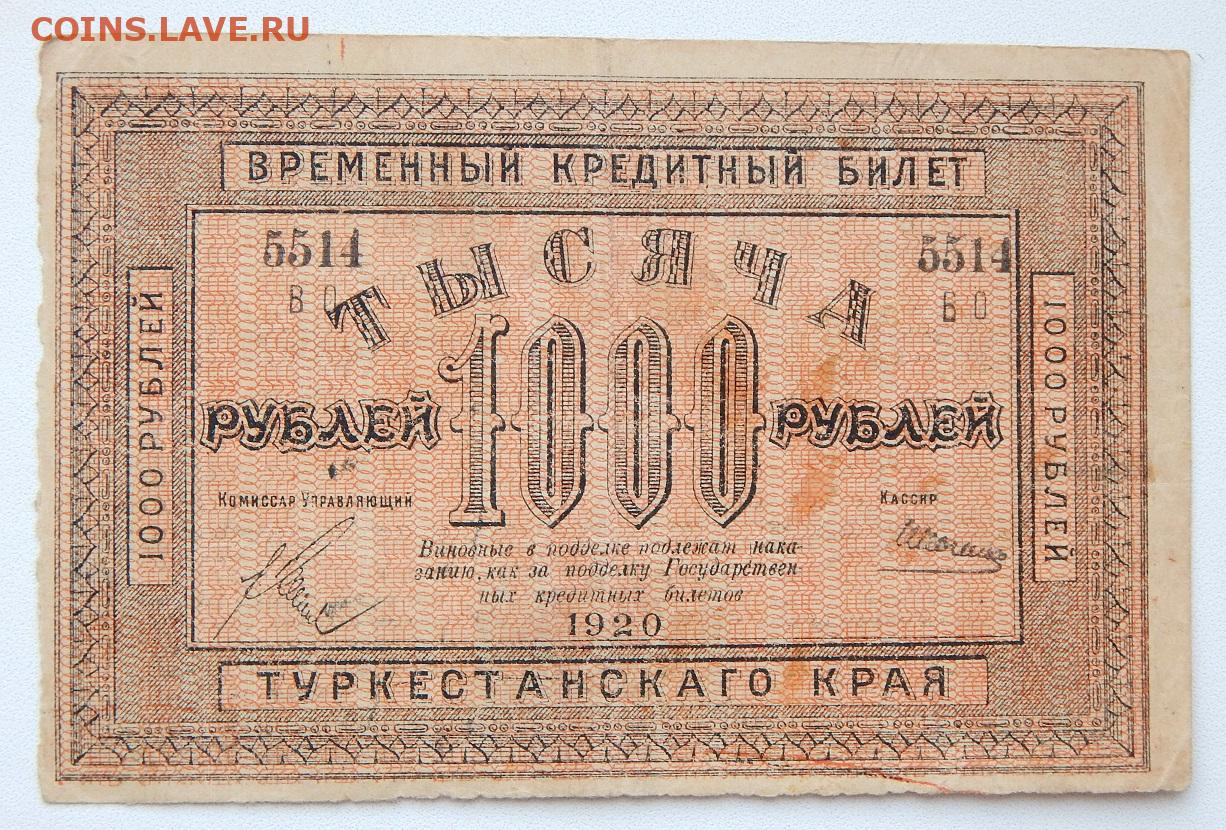 COINS.LAVE.RU
ВРЕМЕННЫЙ КРЕДИТНЫЙ БИЛЕТ
5514 5514
ВО ВО
ТЫСЯЧА
1000 РУБЛЕЙ
1000 РУБЛЕЙ
РУБЛЕЙ 1000 РУБЛЕЙ
КОМИССАР УПРАВЛЯЮЩИЙ
КАССИР
Виновные в подделке подлежат нака-
занию, как за подделку Государствен-
ных кредитных билетов
1920
ТУРКЕСТАНСКАГО КРАЯ